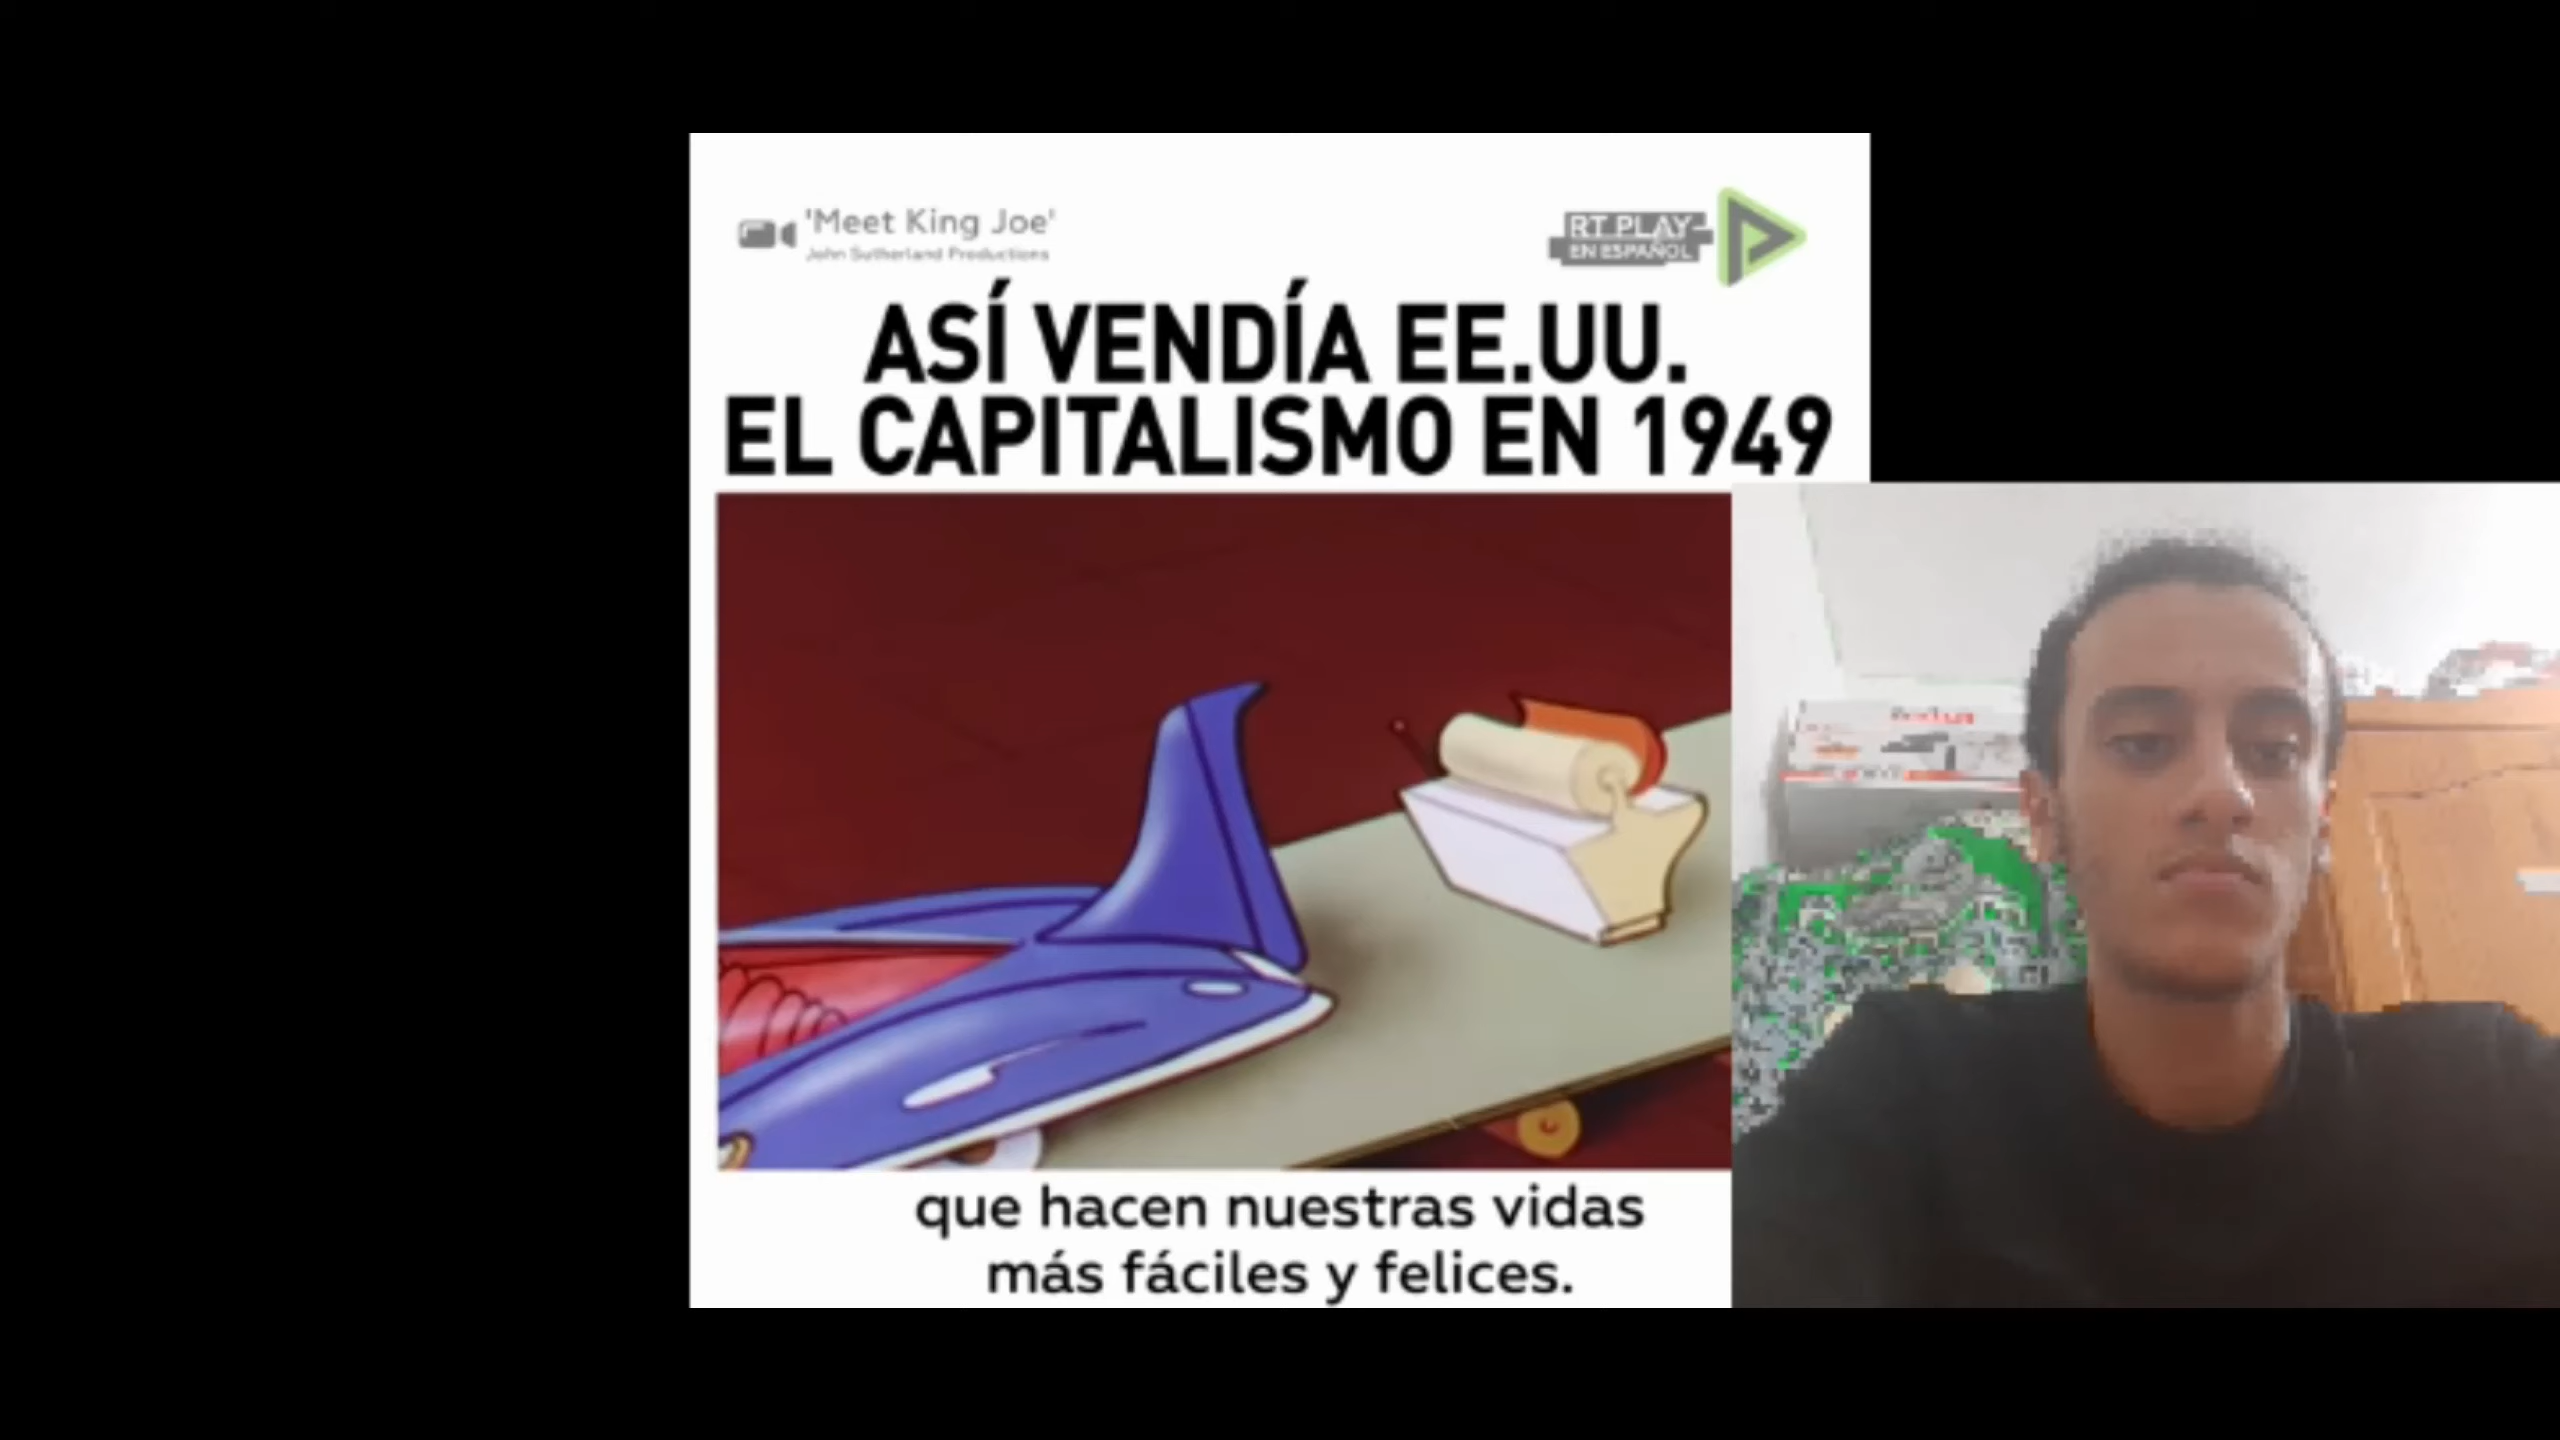 'Meet King Joe'
John Sutherland Productions
RT PLAY
EN ESPAÑOL
ASÍ VENDÍA EE.UU.
EL CAPITALISMO EN 1949
que hacen nuestras vidas
más fáciles y felices.